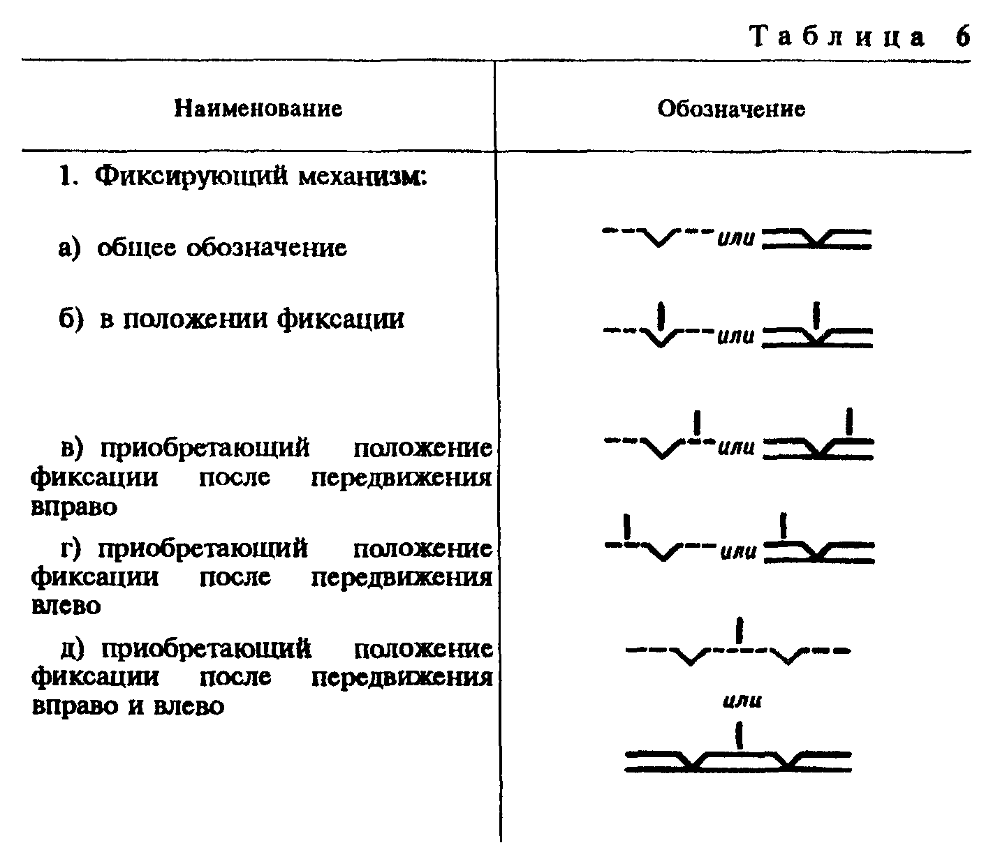 Таблица 6
Наименование
Обозначение
1. Фиксирующий механизм:
а) общее обозначение
или
б) в положении фиксации
или
в) приобретающий положение
фиксации после передвижения
вправо
или
г) приобретающий положение
фиксации после передвижения
влево
или
д) приобретающий положение
фиксации после передвижения
вправо и влево
или